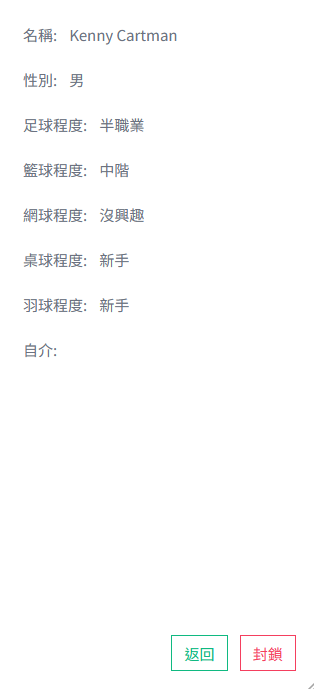 名稱: Kenny Cartman
性別: 男
足球程度: 半職業
籃球程度: 中階
網球程度: 沒興趣
桌球程度: 新手
羽球程度: 新手
自介:
返回 封鎖